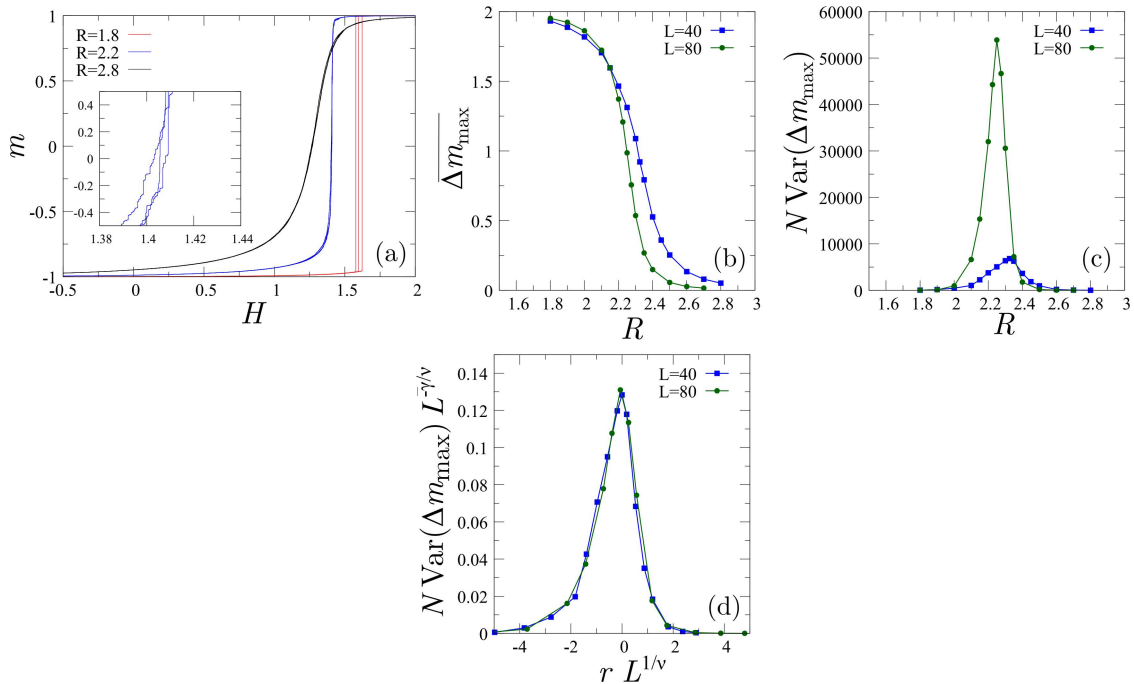 R=1.8
R=2.2
R=2.8
1
0.5
0
-0.5
-1
m
0.4
0.2
0
-0.2
-0.4
1.38 1.4 1.42 1.44
-0.5 0 0.5 1 1.5 2
H
(a)
L=40
L=80
2
1.5
1
0.5
0
Δm_max
1.6 1.8 2 2.2 2.4 2.6 2.8 3
R
(b)
L=40
L=80
60000
50000
40000
30000
20000
10000
0
N Var(Δm_max)
1.6 1.8 2 2.2 2.4 2.6 2.8 3
R
(c)
L=40
L=80
0.14
0.12
0.1
0.08
0.06
0.04
0.02
0
N Var(Δm_max) L^-γ̄/ν
-4 -2 0 2 4
r L^1/ν
(d)